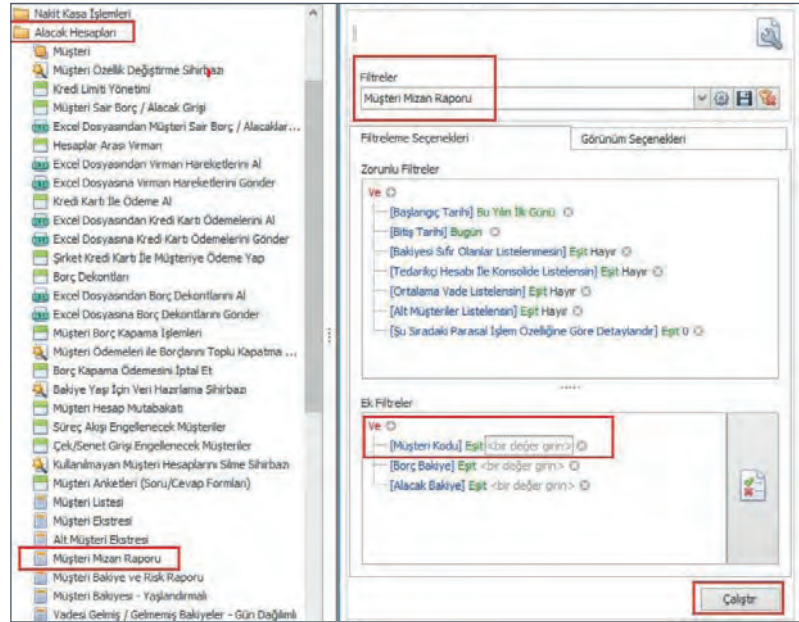 Nakit Kasa İşlemleri
Alacak Hesapları
Müşteri
Müşteri Özellik Değiştirme Sihirbazı
Kredi Limiti Yönetimi
Müşteri Sair Borç / Alacak Girişi
Excel Dosyasından Müşteri Sair Borç / Alacaklar...
Hesaplar Arası Virman
Excel Dosyasından Virman Hareketlerini Al
Excel Dosyasına Virman Hareketlerini Gönder
Kredi Kartı İle Ödeme Al
Excel Dosyasından Kredi Kartı Ödemelerini Al
Excel Dosyasına Kredi Kartı Ödemelerini Gönder
Şirket Kredi Kartı İle Müşteriye Ödeme Yap
Borç Dekontları
Excel Dosyasından Borç Dekontlarını Al
Excel Dosyasına Borç Dekontlarını Gönder
Müşteri Borç Kapama İşlemleri
Müşteri Ödemeleri ile Borçlarını Toplu Kapatma ...
Borç Kapama Ödemesini İptal Et
Bakiye Yaşı İçin Veri Hazırlama Sihirbazı
Müşteri Hesap Mutabakatı
Süreç Akışı Engellenecek Müşteriler
Çek/Senet Girişi Engellenecek Müşteriler
Kullanılmayan Müşteri Hesaplarını Silme Sihirbazı
Müşteri Anketleri (Soru/Cevap Formları)
Müşteri Listesi
Müşteri Ekstresi
Alt Müşteri Ekstresi
Müşteri Mizan Raporu
Müşteri Bakiye ve Risk Raporu
Müşteri Bakiyesi - Yaşlandırmalı
Vadesi Gelmiş / Gelmemiş Bakiyeler - Gün Dağılımlı
Filtreler
Müşteri Mizan Raporu
Filtreleme Seçenekleri
Görünüm Seçenekleri
Zorunlu Filtreler
Ve
[Başlangıç Tarihi] Bu Yılın İlk Günü
[Bitiş Tarihi] Bugün
[Bakiyesi Sıfır Olanlar Listelenmesin] Eşit Hayır
[Tedarikçi Hesabı İle Konsolide Listelensin] Eşit Hayır
[Ortalama Vade Listelensin] Eşit Hayır
[Alt Müşteriler Listelensin] Eşit Hayır
[Şu Sıradaki Parasal İşlem Özelliğine Göre Detaylandır] Eşit 0
Ek Filtreler
Ve
[Müşteri Kodu] Eşit <bir değer girin>
[Borç Bakiye] Eşit <bir değer girin>
[Alacak Bakiye] Eşit <bir değer girin>
Çalıştır